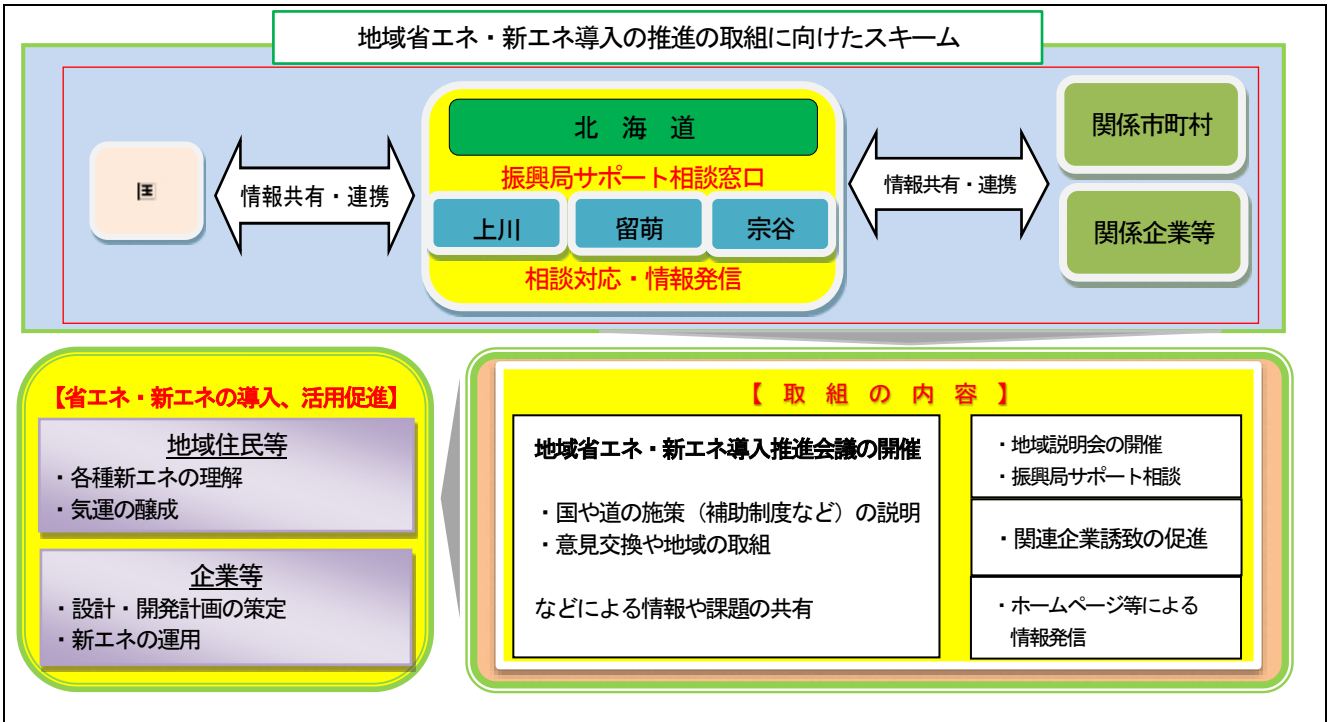 地域省エネ・新エネ導入の推進の取組に向けたスキーム
国
情報共有・連携
北 海 道
振興局サポート相談窓口
上川
留萌
宗谷
相談対応・情報発信
情報共有・連携
関係市町村
関係企業等
【省エネ・新エネの導入、活用促進】
地域住民等
・各種新エネの理解
・気運の醸成
企業等
・設計・開発計画の策定
・新エネの運用
【 取 組 の 内 容 】
地域省エネ・新エネ導入推進会議の開催
・国や道の施策（補助制度など）の説明
・意見交換や地域の取組
などによる情報や課題の共有
・地域説明会の開催
・振興局サポート相談
・関連企業誘致の促進
・ホームページ等による
情報発信